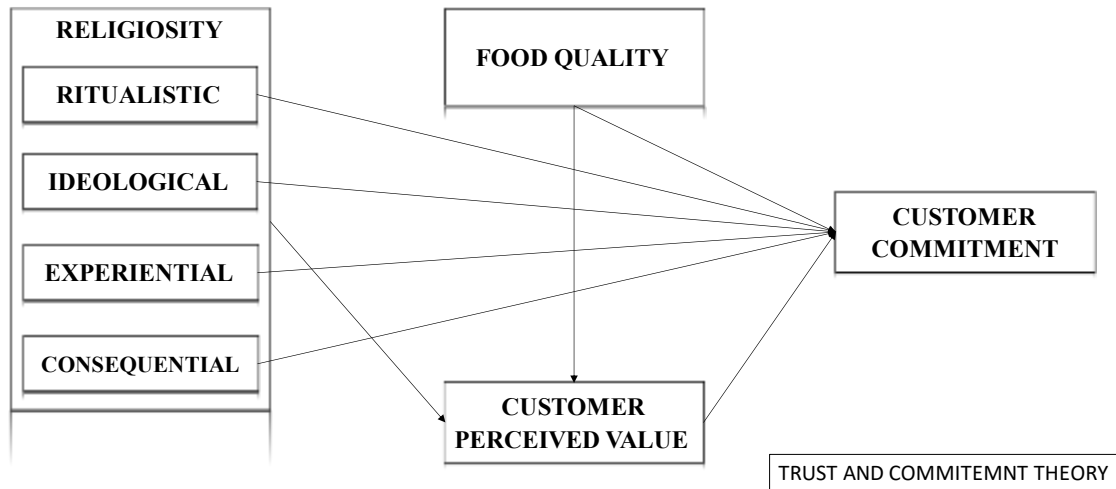 RELIGIOSITY
RITUALISTIC
IDEOLOGICAL
EXPERIENTIAL
CONSEQUENTIAL
FOOD QUALITY
CUSTOMER
PERCEIVED VALUE
CUSTOMER
COMMITMENT
TRUST AND COMMITEMNT THEORY